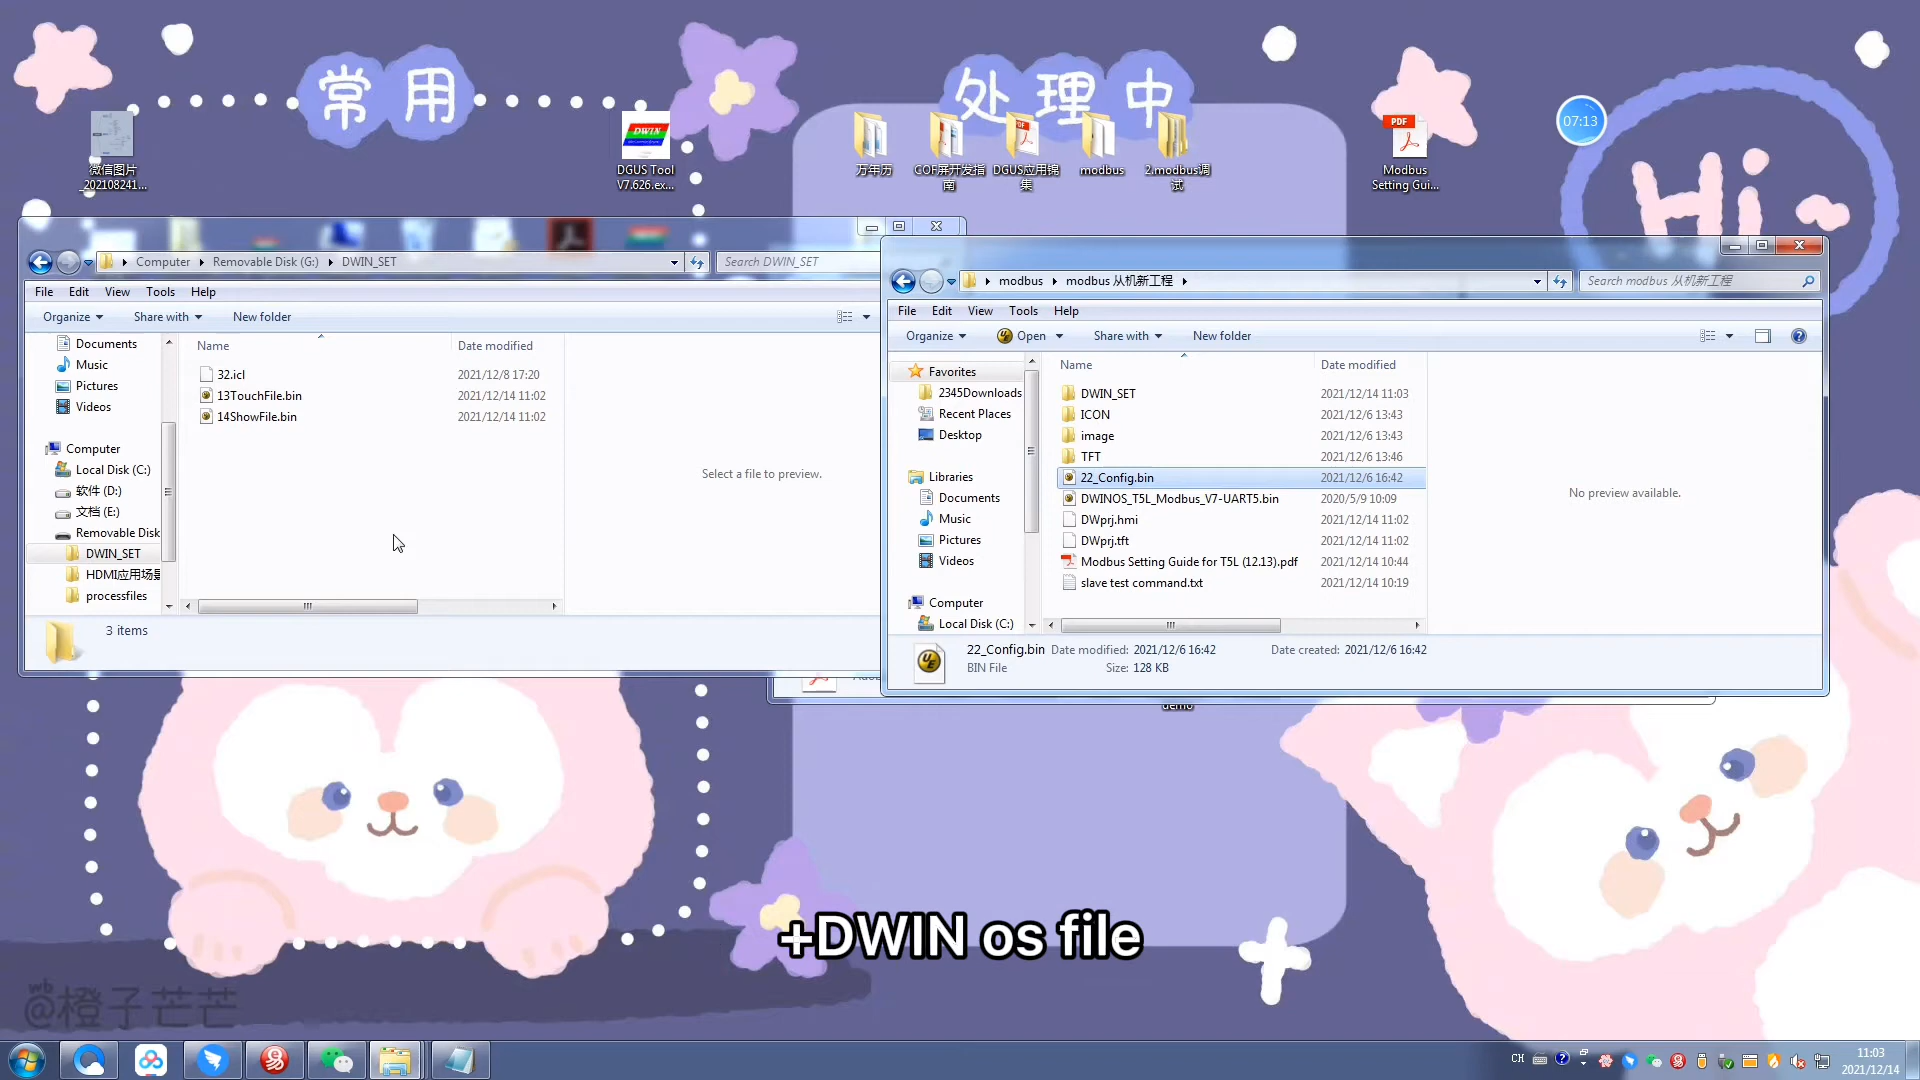 常用
处理中
Hi~
07:13
微信图片
_202108241...
DWIN
DGUS Tool
V7.626.ex...
万年历
COF屏开发指
南
PDF
DGUS应用锦
集
modbus
2.modbus调
试
PDF
Modbus
Setting Gui...
Computer
Removable Disk (G:)
DWIN_SET
Search DWIN_SET
File
Edit
View
Tools
Help
Organize
Share with
New folder
Documents
Music
Pictures
Videos
Computer
Local Disk (C:)
软件 (D:)
文档 (E:)
Removable Disk
DWIN_SET
HDMI应用场景
processfiles
Name
Date modified
32.icl
2021/12/8 17:20
13TouchFile.bin
2021/12/14 11:02
14ShowFile.bin
2021/12/14 11:02
Select a file to preview.
3 items
modbus
modbus 从机新工程
Search modbus 从机新工程
File
Edit
View
Tools
Help
Organize
Open
Share with
New folder
Favorites
2345Downloads
Recent Places
Desktop
Libraries
Documents
Music
Pictures
Videos
Computer
Local Disk (C:)
Name
Date modified
DWIN_SET
2021/12/14 11:03
ICON
2021/12/6 13:43
image
2021/12/6 13:43
TFT
2021/12/6 13:46
22_Config.bin
2021/12/6 16:42
DWINOS_T5L_Modbus_V7-UART5.bin
2020/5/9 10:09
DWprj.hmi
2021/12/14 11:02
DWprj.tft
2021/12/14 11:02
Modbus Setting Guide for T5L (12.13).pdf
2021/12/14 10:44
slave test command.txt
2021/12/14 10:19
No preview available.
22_Config.bin
Date modified: 2021/12/6 16:42
Date created: 2021/12/6 16:42
BIN File
Size: 128 KB
demo
+DWIN os file
wb
@橙子芒芒
CH
11:03
2021/12/14